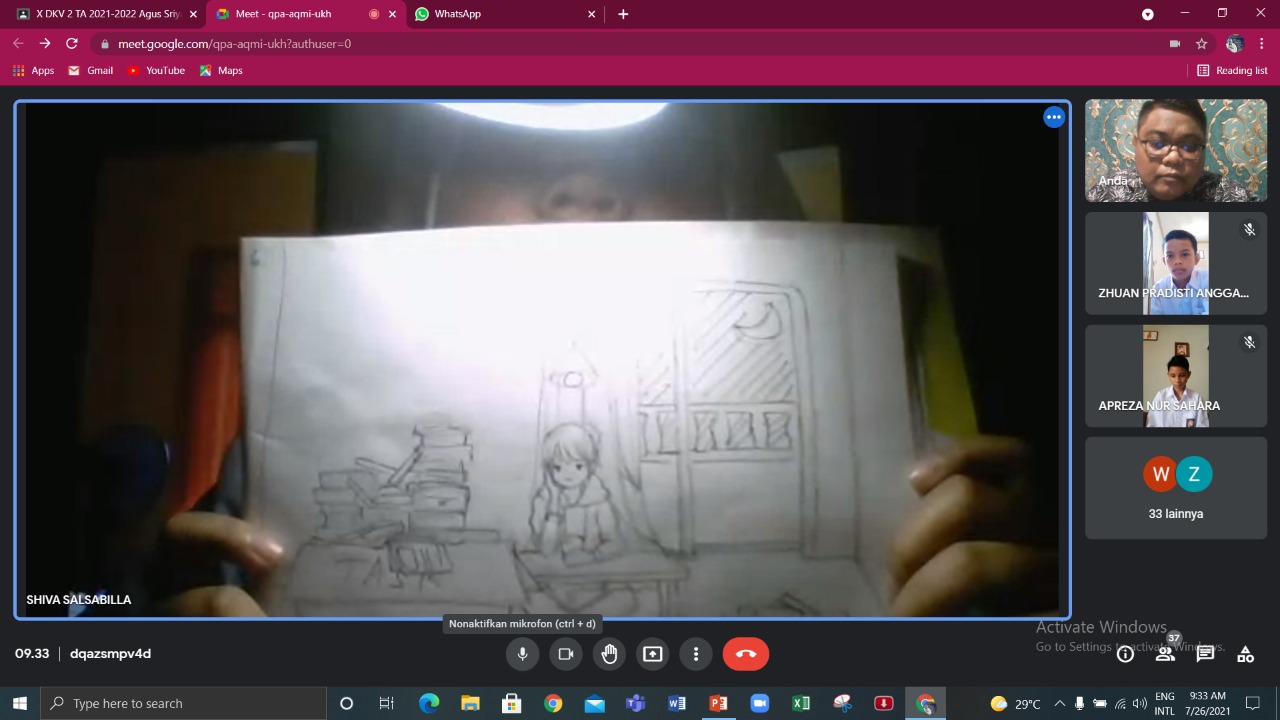 X DKV 2 TA 2021-2022 Agus Sriy
Meet - qpa-aqmi-ukh
WhatsApp
meet.google.com/qpa-aqmi-ukh?authuser=0
Apps
Gmail
YouTube
Maps
Reading list
Anda
ZHUAN PRADISTI ANGGA...
APREZA NUR SAHARA
W Z
33 lainnya
SHIVA SALSABILLA
Nonaktifkan mikrofon (ctrl + d)
Activate Windows
Go to Settings to activate Windows.
09.33 | dqazsmpv4d
37
Type here to search
29°C
ENG
INTL
9:33 AM
7/26/2021